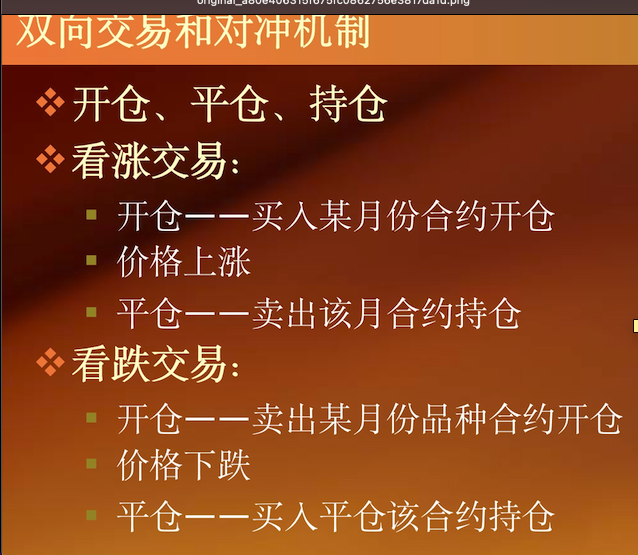 双向交易和对冲机制
开仓、平仓、持仓
看涨交易：
开仓——买入某月份合约开仓
价格上涨
平仓——卖出该月合约持仓
看跌交易：
开仓——卖出某月份品种合约开仓
价格下跌
平仓——买入平仓该合约持仓